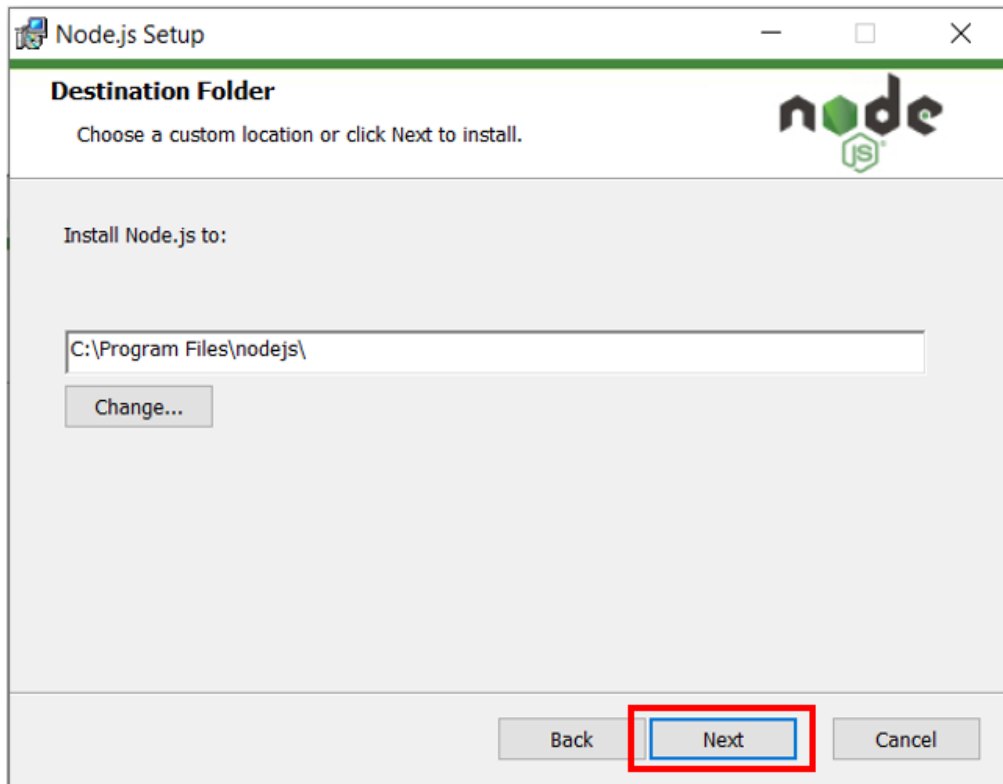 Node.js Setup
Destination Folder
Choose a custom location or click Next to install.
node
JS
Install Node.js to:
C:\Program Files\nodejs\
Change...
Back Next Cancel